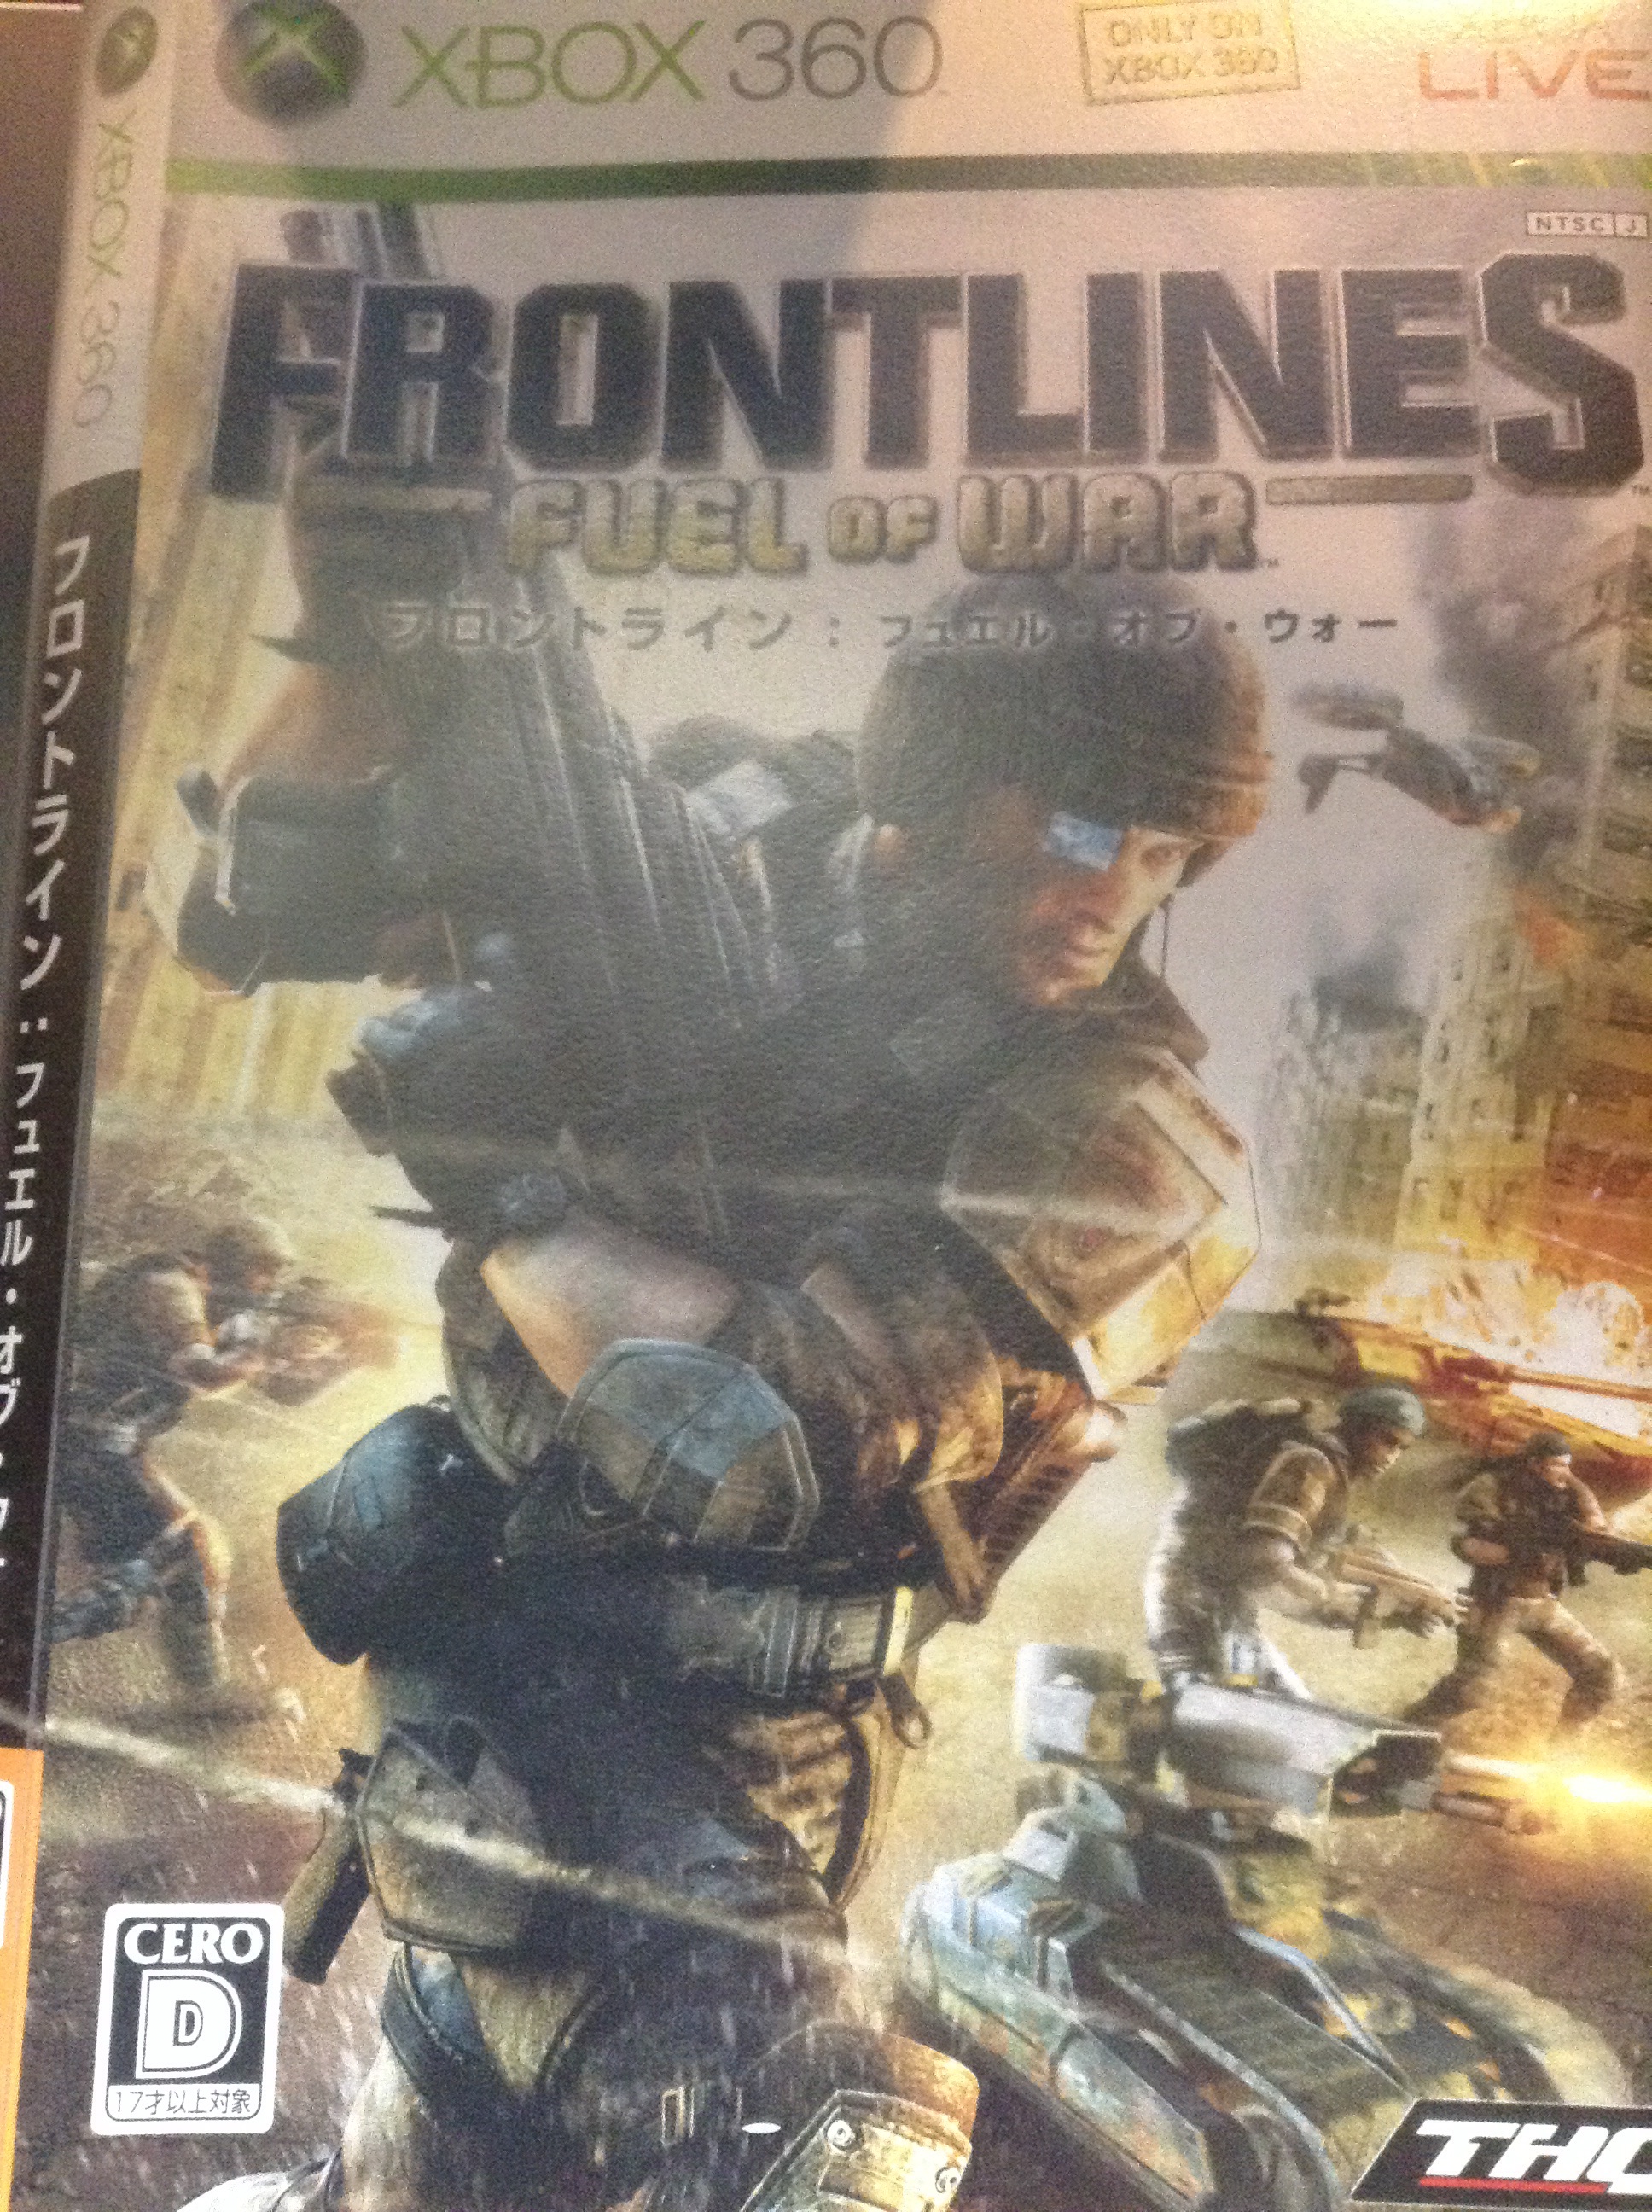 XBOX 360
ONLY ON
XBOX 360
LIVE
NTSC J
FRONTLINES
TM
FUEL OF WAR
TM
フロントライン:フュエル・オブ・ウォー
XBOX 360
フロントライン:フュエル・オブ・
CERO
D
17才以上対象
THQ